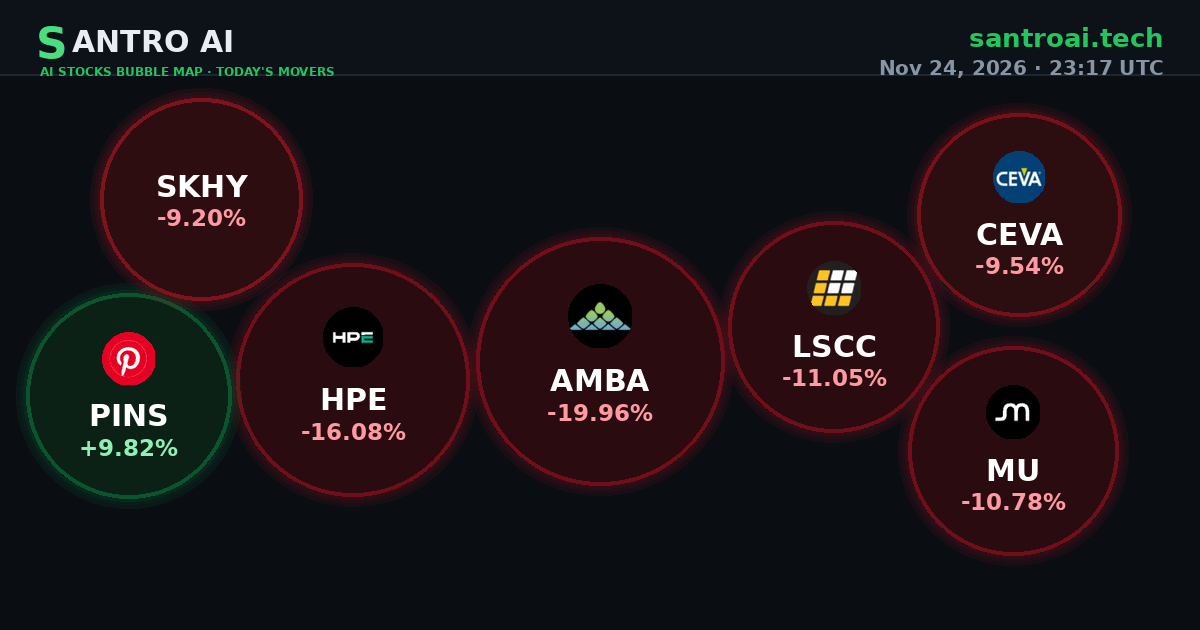 SANTRO AI
AI STOCKS BUBBLE MAP · TODAY'S MOVERS
santroai.tech
Nov 24, 2026 · 23:17 UTC
SKHY
-9.20%
PINS
+9.82%
HPE
HPE
-16.08%
AMBA
-19.96%
LSCC
-11.05%
CEVA
CEVA
-9.54%
MU
-10.78%